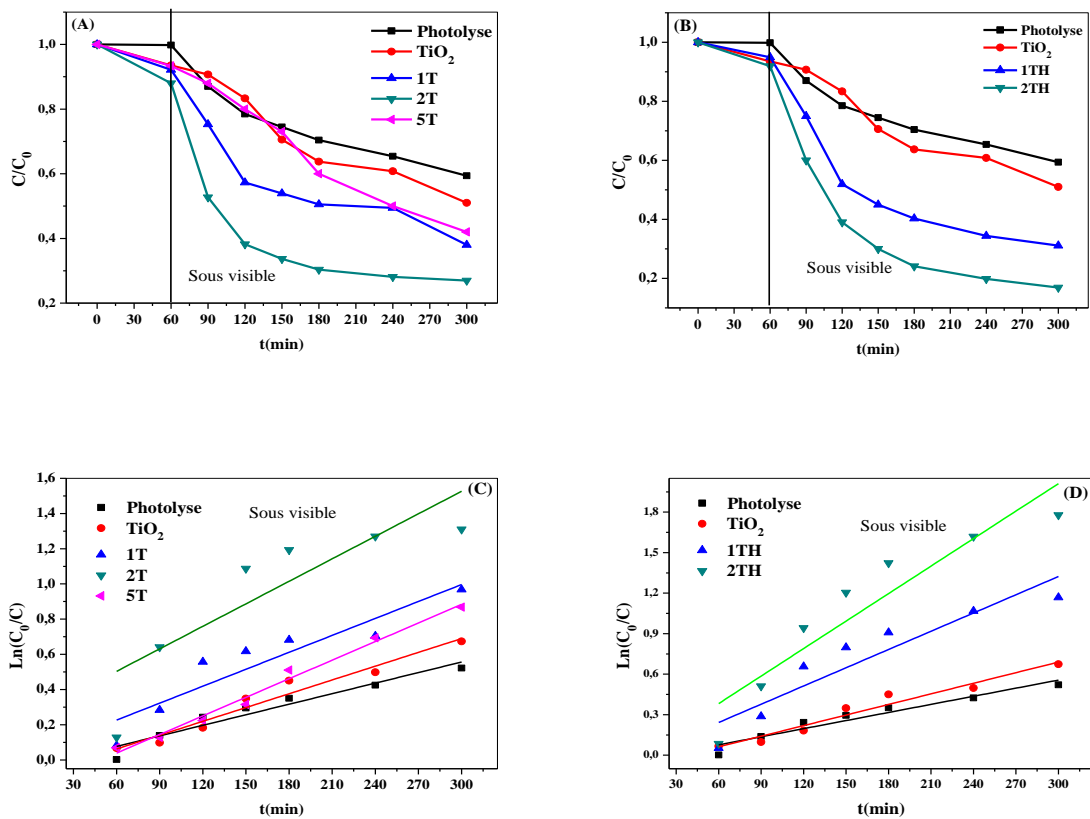 (A)
Photolyse
TiO₂
1T
2T
5T
Sous visible
C/C₀
1,0
0,8
0,6
0,4
0,2
0 30 60 90 120 150 180 210 240 270 300
t(min)
(B)
Photolyse
TiO₂
1TH
2TH
Sous visible
C/C₀
1,0
0,8
0,6
0,4
0,2
0 30 60 90 120 150 180 210 240 270 300
t(min)
(C)
Photolyse
TiO₂
1T
2T
5T
Sous visible
Ln(C₀/C)
1,6
1,4
1,2
1,0
0,8
0,6
0,4
0,2
0,0
30 60 90 120 150 180 210 240 270 300
t(min)
(D)
Photolyse
TiO₂
1TH
2TH
Sous visible
Ln(C₀/C)
1,8
1,5
1,2
0,9
0,6
0,3
0,0
30 60 90 120 150 180 210 240 270 300
t(min)